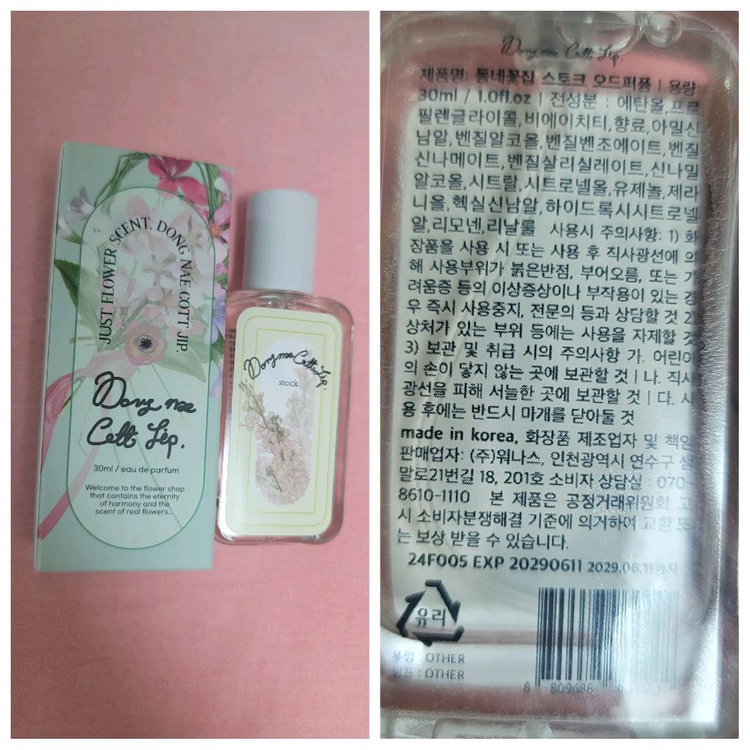 JUST FLOWER SCENT, DONG NAE COTT JIP.
Dong nae
Cott Jip.
30ml / eau de parfum
Welcome to the flower shop
that contains the eternity
of harmony and the
scent of real flowers...
Dong nae Cott Jip.
stock
Dong nae Cott Jip.
제품명: 동네꽃집 스토크 오드퍼퓸 | 용량
30ml / 1.0fl.oz | 전성분 : 에탄올,프로
필렌글라이콜,비에이치티,향료,아밀신
남알,벤질알코올,벤질벤조에이트,벤질
신나메이트,벤질살리실레이트,신나밀
알코올,시트랄,시트로넬올,유제놀,제라
니올,헥실신남알,하이드록시시트로넬
알,리모넨,리날룰 사용시 주의사항: 1) 화
장품을 사용 시 또는 사용 후 직사광선에 의
해 사용부위가 붉은반점, 부어오름, 또는 가
려움증 등의 이상증상이나 부작용이 있는 경
우 즉시 사용중지, 전문의 등과 상담할 것 2)
상처가 있는 부위 등에는 사용을 자제할 것
3) 보관 및 취급 시의 주의사항 가. 어린이
의 손이 닿지 않는 곳에 보관할 것 | 나. 직사
광선을 피해 서늘한 곳에 보관할 것 | 다. 사
용 후에는 반드시 마개를 닫아둘 것
made in korea, 화장품 제조업자 및 책임
판매업자: (주)워나스, 인천광역시 연수구
말로21번길 18, 201호 소비자 상담실 : 070-
8610-1110 본 제품은 공정거래위원회 고
시 소비자분쟁해결 기준에 의거하여 교환 또
는 보상 받을 수 있습니다.
24F005 EXP 20290611 2029.06.11까지
유리
뚜껑 : OTHER
펌프 : OTHER
8 809686